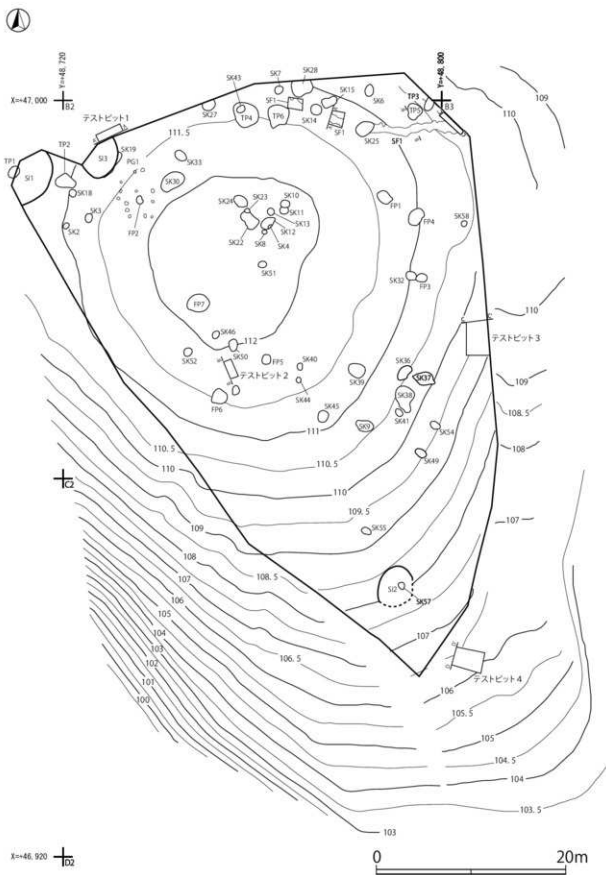 Y=+48,720
Y=+48,800
X=+47,000
B2
B3
SK7
SK28
SK15
SK6
SK43
SF1
TP3
109
テストピット1
SK27
TP4
TP6
SK14
SF1
TP5
110
111.5
SK25
SF1
TP1
TP2
SK19
SI3
SI1
PG1
SK33
SK30
SK18
SK3
SK2
FP2
SK24
SK23
SK10
SK11
SK13
SK12
SK22
SK8
SK4
FP1
FP4
SK58
SK51
SK32
FP3
FP7
110
テストピット3
SK46
112
SK52
SK50
FP5
SK40
SK36
SK37
テストピット2
SK39
SK44
SK38
109
FP6
111
SK45
SK9
SK41
SK54
108.5
108
110.5
SK49
110
C2
109.5
107
109
SK55
108
108.5
107
SI2
SK57
106
105
107
104
106.5
103
106
テストピット4
102
105.5
101
105
100
104.5
104
103.5
103
X=+46,920
D2
0
20m